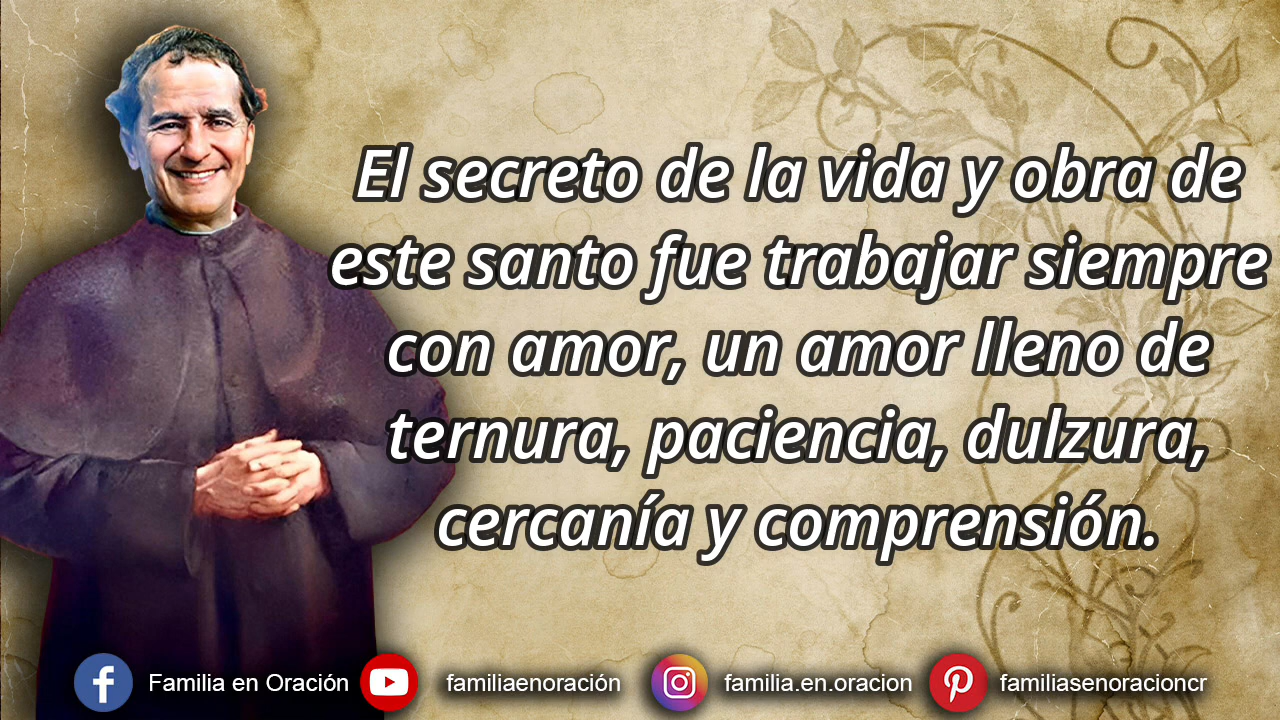 El secreto de la vida y obra de
este santo fue trabajar siempre
con amor, un amor lleno de
ternura, paciencia, dulzura,
cercanía y comprensión.
Familia en Oración
familiaenoración
familia.en.oracion
familiasenoracioncr